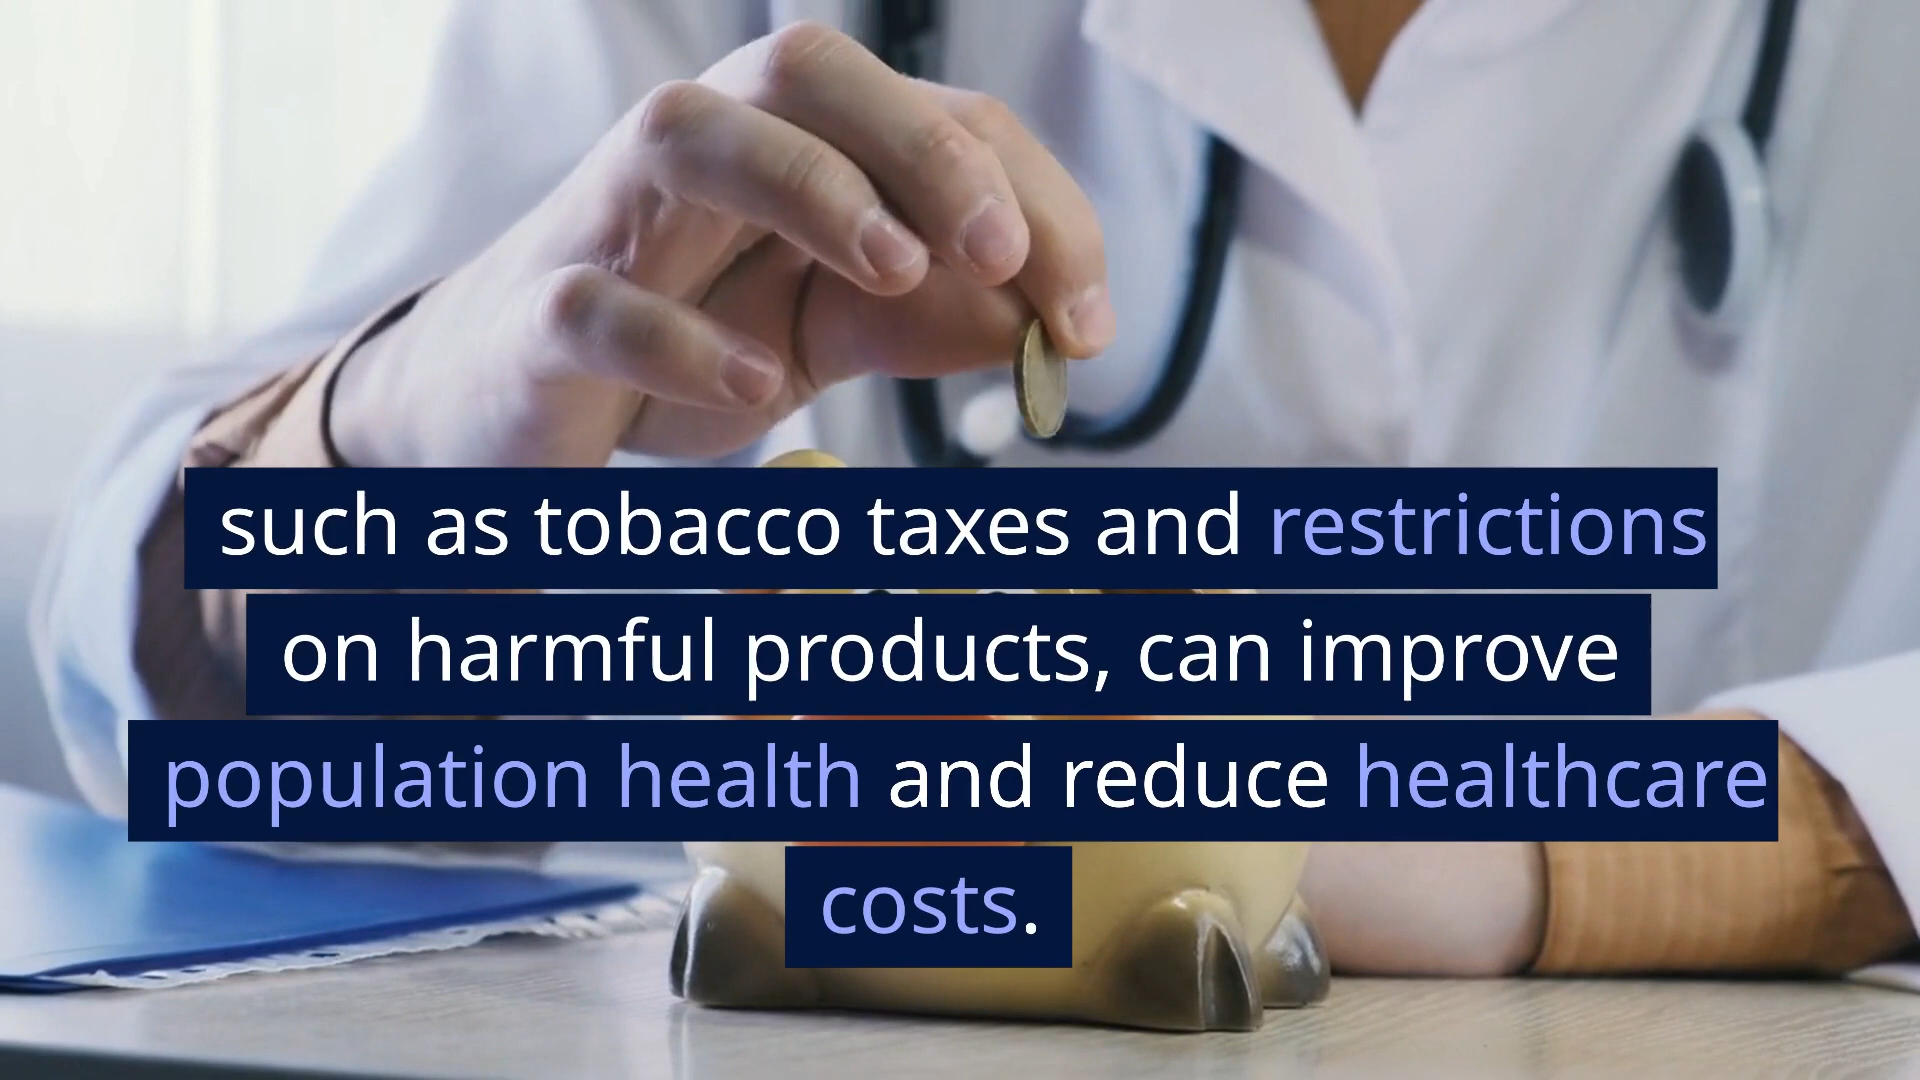 such as tobacco taxes and restrictions
on harmful products, can improve
population health and reduce healthcare
costs.